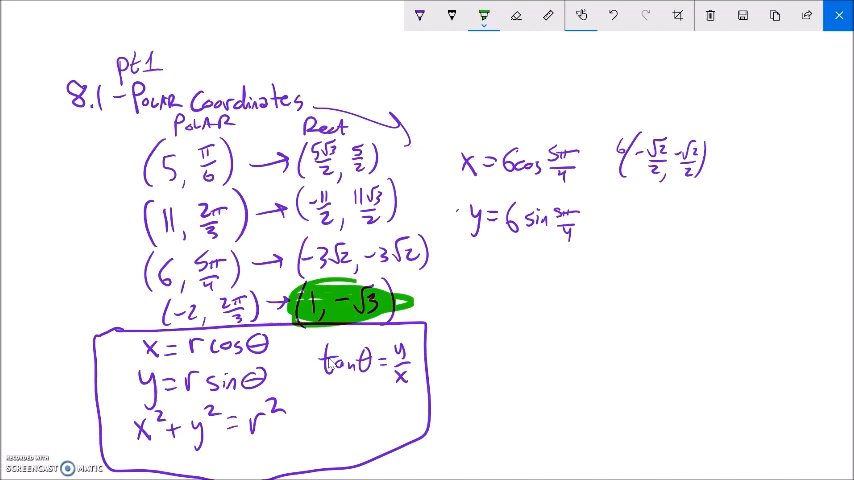 pt1
8.1 - POLAR Coordinates
POLAR Rect
(5, π/6) → (5√3/2, 5/2)
(11, 2π/3) → (-11/2, 11√3/2)
(6, 5π/4) → (-3√2, -3√2)
(-2, 2π/3) → (1, -√3)
x = r cosθ
y = r sinθ
x² + y² = r²
tanθ = y/x
x = 6cos 5π/4
y = 6 sin 5π/4
6(-√2/2, -√2/2)
RECORDED WITH
SCREENCAST MATIC